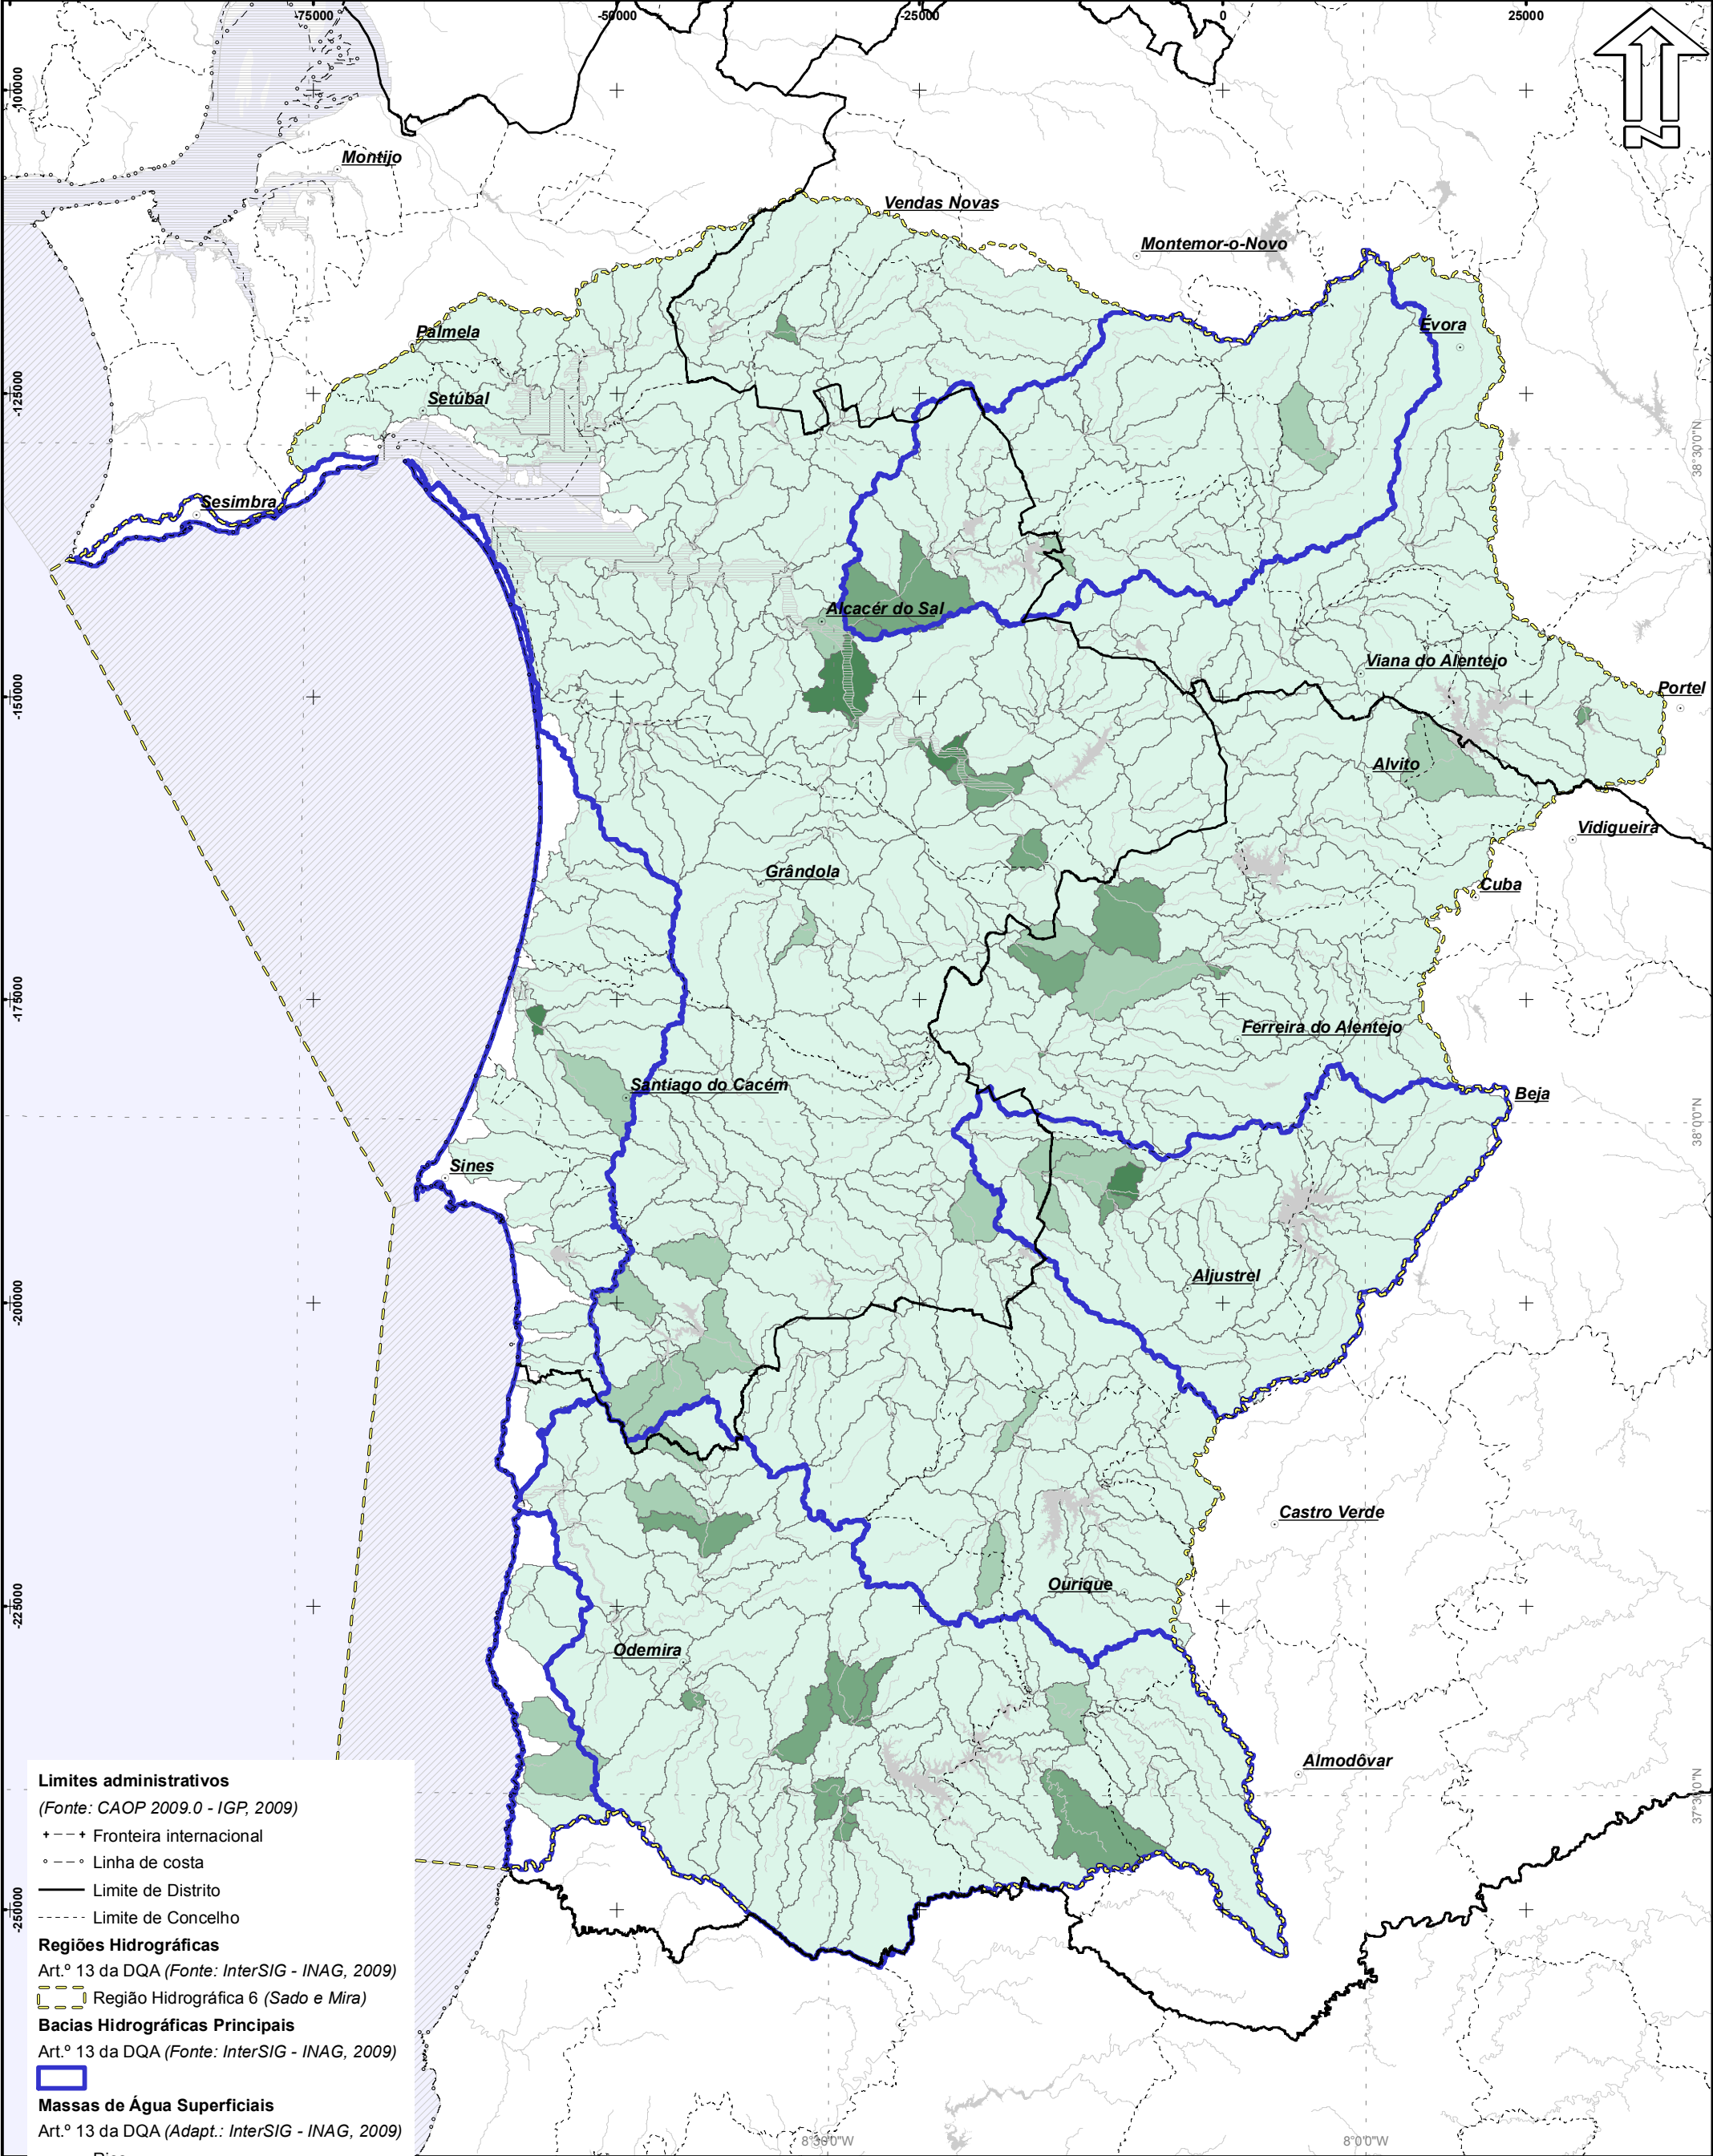 -75000 -50000 -25000 0 25000
-100000
N
Montijo
Vendas Novas
Montemor-o-Novo
Palmela
Évora
-125000
Setúbal
38°30'0"N
Sesimbra
Alcacér do Sal
Viana do Alentejo
Portel
-150000
Alvito
Vidigueira
Grândola
Cuba
-175000
Ferreira do Alentejo
Santiago do Cacém
Beja
38°0'0"N
Sines
Aljustrel
-200000
Castro Verde
Ourique
-225000
Odemira
Almodôvar
37°30'0"N
-250000
Limites administrativos
(Fonte: CAOP 2009.0 - IGP, 2009)
Fronteira internacional
Linha de costa
Limite de Distrito
Limite de Concelho
Regiões Hidrográficas
Art.º 13 da DQA (Fonte: InterSIG - INAG, 2009)
Região Hidrográfica 6 (Sado e Mira)
Bacias Hidrográficas Principais
Art.º 13 da DQA (Fonte: InterSIG - INAG, 2009)
Massas de Água Superficiais
Art.º 13 da DQA (Adapt.: InterSIG - INAG, 2009)
8°30'0"W 8°0'0"W